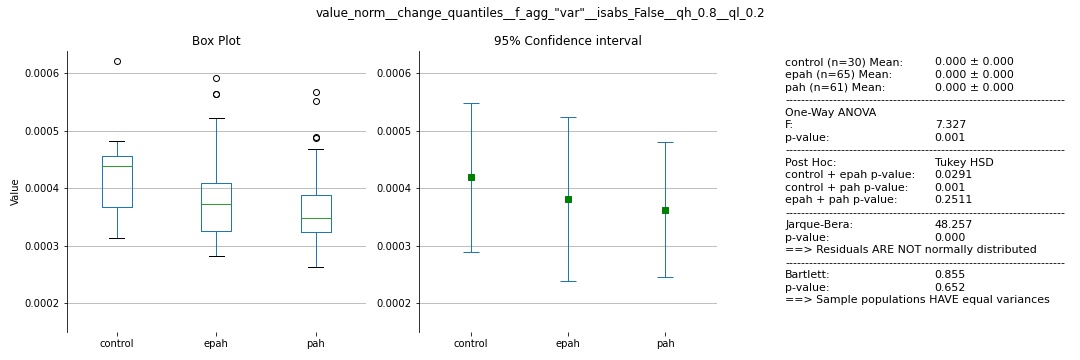 value_norm__change_quantiles__f_agg_"var"__isabs_False__qh_0.8__ql_0.2
Box Plot
Value
0.0006
0.0005
0.0004
0.0003
0.0002
control epah pah
95% Confidence interval
0.0006
0.0005
0.0004
0.0003
0.0002
control epah pah
control (n=30) Mean: 0.000 ± 0.000
epah (n=65) Mean: 0.000 ± 0.000
pah (n=61) Mean: 0.000 ± 0.000
One-Way ANOVA
F: 7.327
p-value: 0.001
Post Hoc: Tukey HSD
control + epah p-value: 0.0291
control + pah p-value: 0.001
epah + pah p-value: 0.2511
Jarque-Bera: 48.257
p-value: 0.000
==> Residuals ARE NOT normally distributed
Bartlett: 0.855
p-value: 0.652
==> Sample populations HAVE equal variances